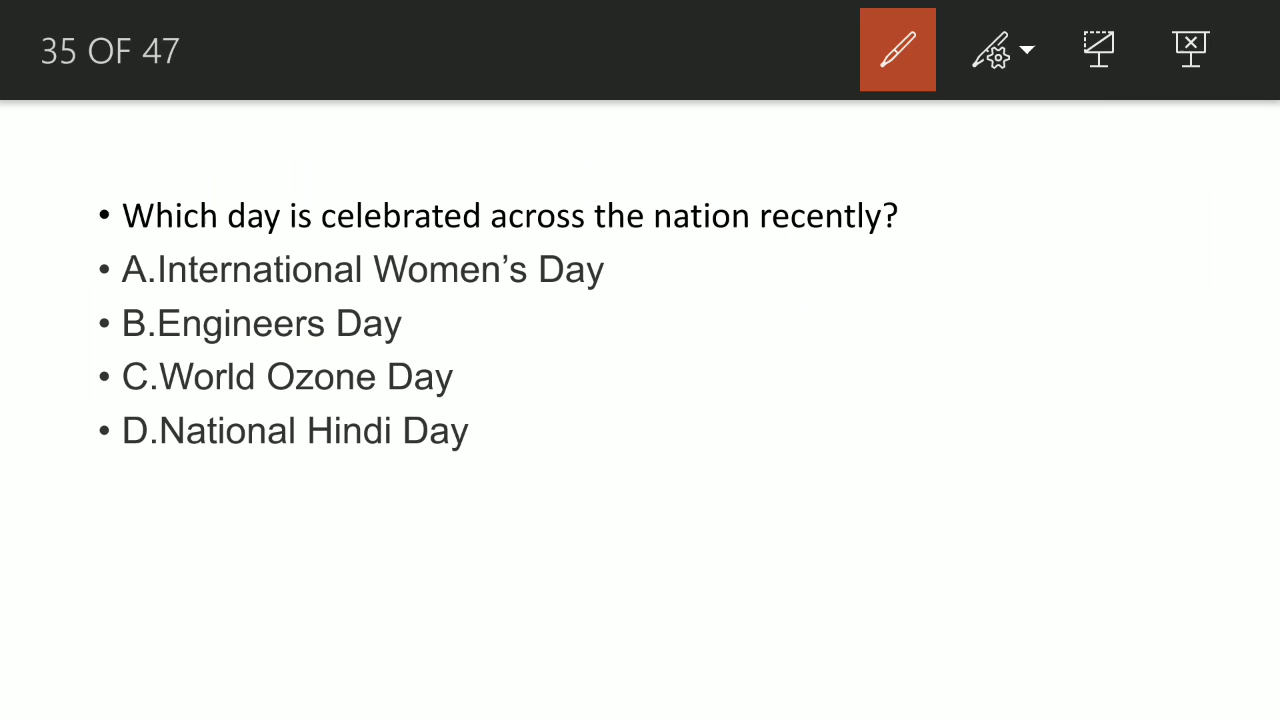 35 OF 47
• Which day is celebrated across the nation recently?
• A.International Women’s Day
• B.Engineers Day
• C.World Ozone Day
• D.National Hindi Day